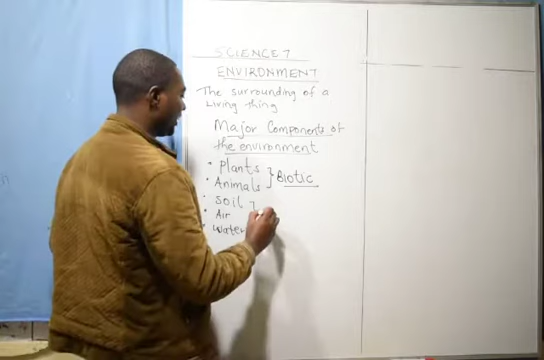 SCIENCE 7
ENVIRONMENT
The surrounding of a
Living thing
Major Components of
the environment
• Plants
• Animals } Biotic
• Soil
• Air
• Water